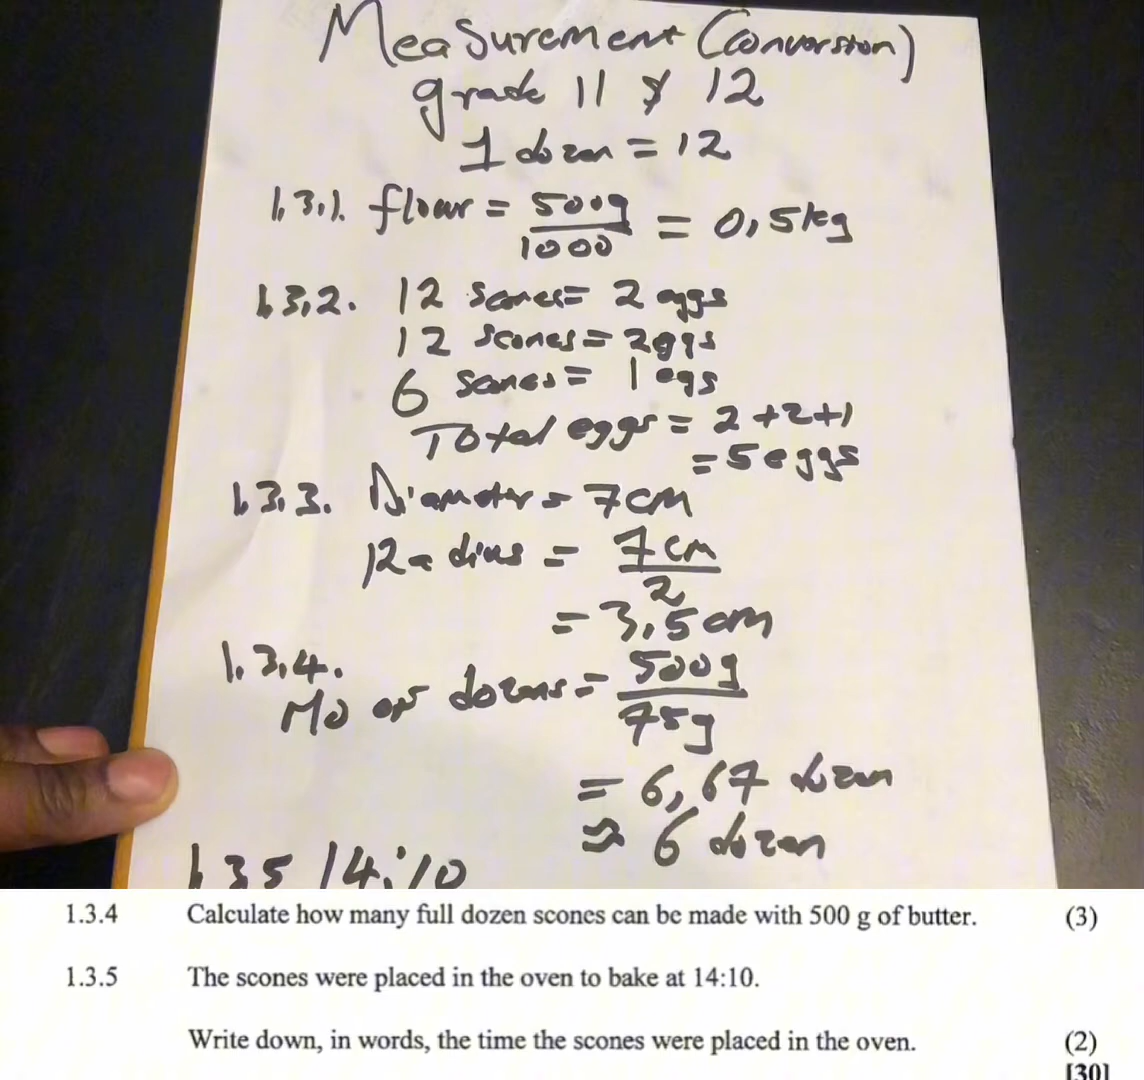 Measurement (Conversion)
grade 11 & 12
1 dozen = 12
1.3.1. flour = 500g/1000 = 0,5kg
1.3.2. 12 scones = 2 eggs
12 scones = 2 eggs
6 scones = 1 egs
Total eggs = 2 + 2 + 1
= 5 eggs
1.3.3. Diameter = 7cm
Radius = 7cm/2
= 3,5cm
1.3.4.
No of dozens = 500g/75g
= 6,67 dozen
≈ 6 dozen
1.3.5 14:10
1.3.4 Calculate how many full dozen scones can be made with 500 g of butter. (3)
1.3.5 The scones were placed in the oven to bake at 14:10.
Write down, in words, the time the scones were placed in the oven. (2)
[30]